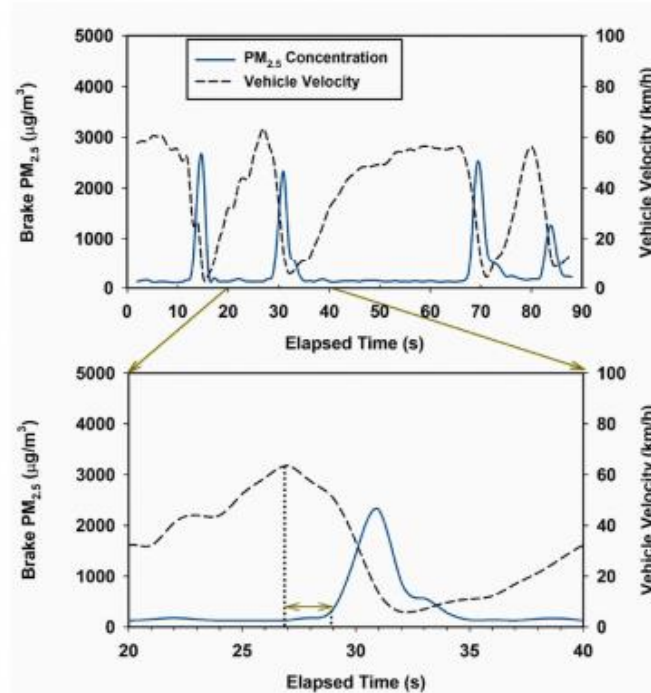 5000
4000
3000
2000
1000
0
Brake PM2.5 (µg/m3)
PM2.5 Concentration
Vehicle Velocity
100
80
60
40
20
0
Vehicle Velocity (km/h)
0 10 20 30 40 50 60 70 80 90
Elapsed Time (s)
5000
4000
3000
2000
1000
0
Brake PM2.5 (µg/m3)
100
80
60
40
20
0
Vehicle Velocity (km/h)
20 25 30 35 40
Elapsed Time (s)